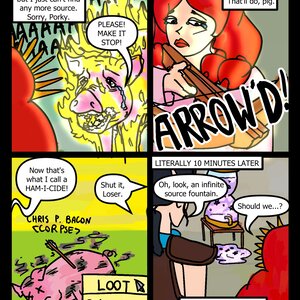 but I just can't find
any more source.
Sorry, Porky.
AAAAAA
AA
PLEASE!
MAKE IT
STOP!
That'll do, pig.
ARROW'D!
Now that's
what I call a
HAM-I-CIDE!
Shut it,
Loser.
CHRIS P. BACON
(CORPSE)
LOOT
LITERALLY 10 MINUTES LATER
Oh, look, an infinite
source fountain.
Should we...?